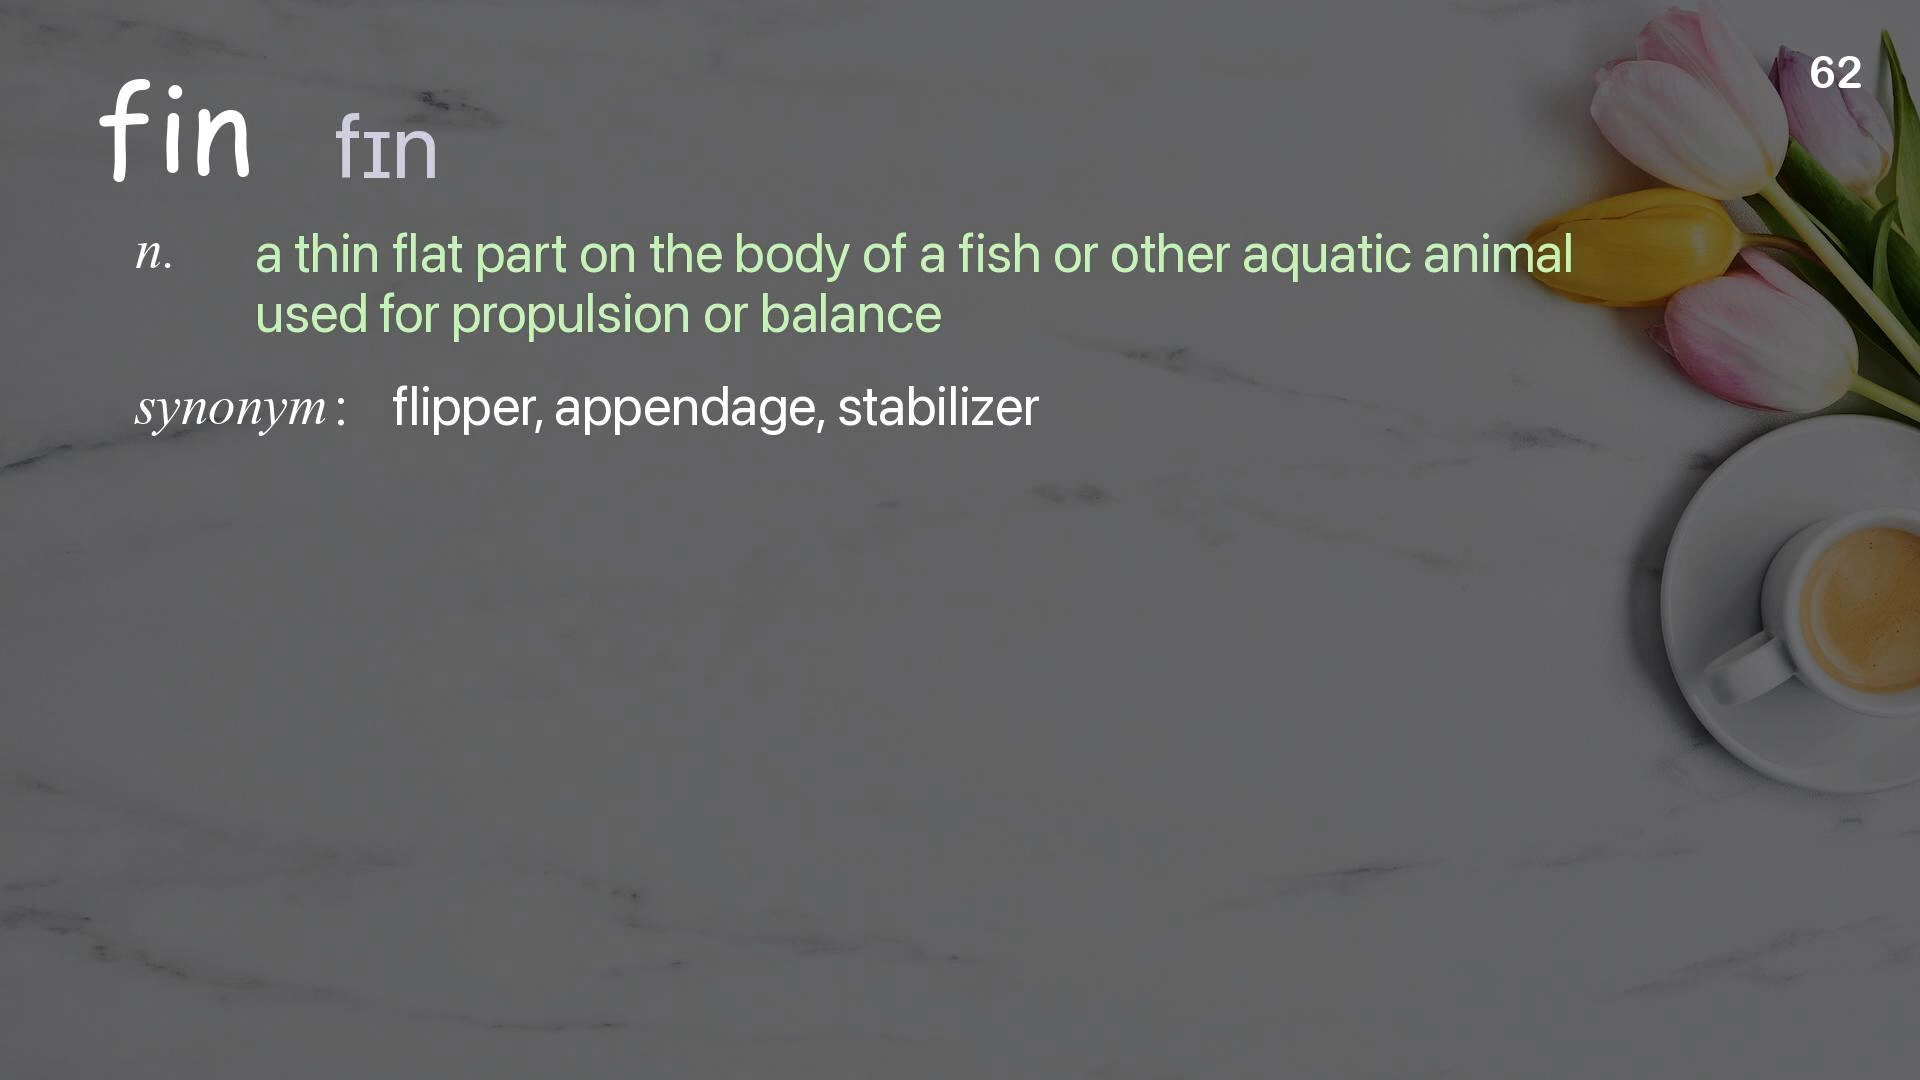 62
fin fɪn
n. a thin flat part on the body of a fish or other aquatic animal
used for propulsion or balance
synonym: flipper, appendage, stabilizer